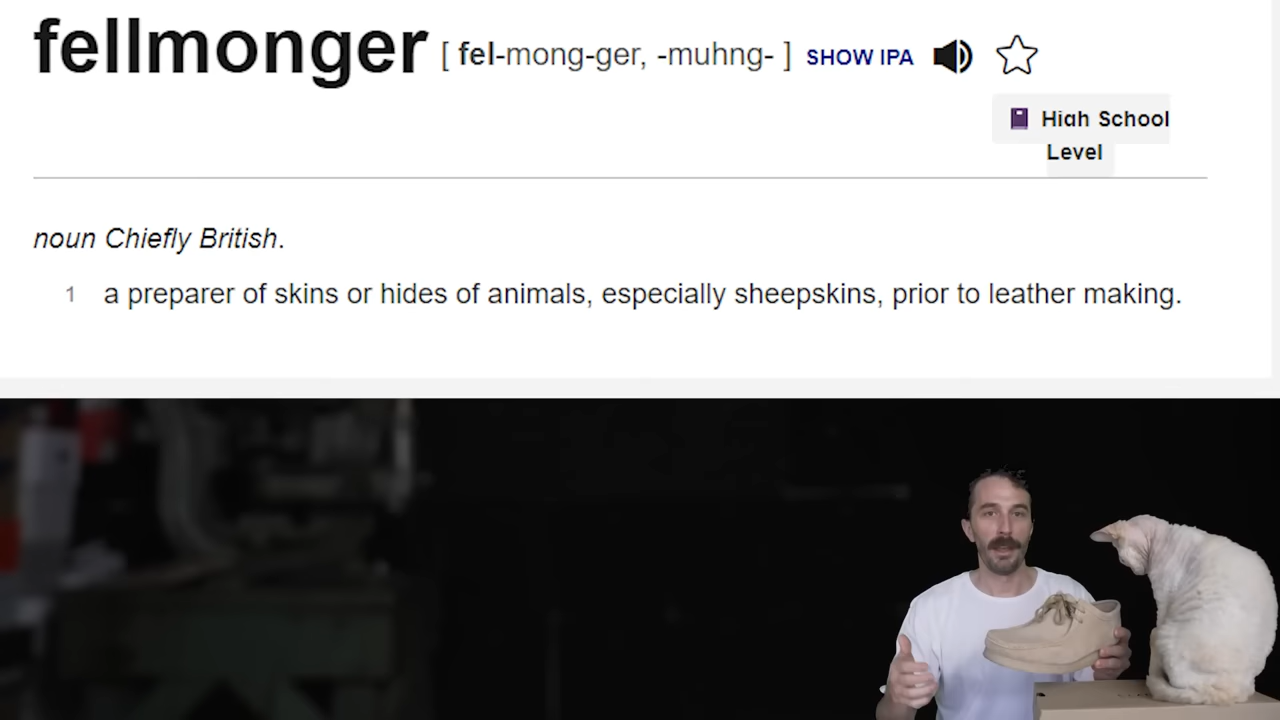 fellmonger [ fel-mong-ger, -muhng- ] SHOW IPA
High School
Level
noun Chiefly British.
1 a preparer of skins or hides of animals, especially sheepskins, prior to leather making.